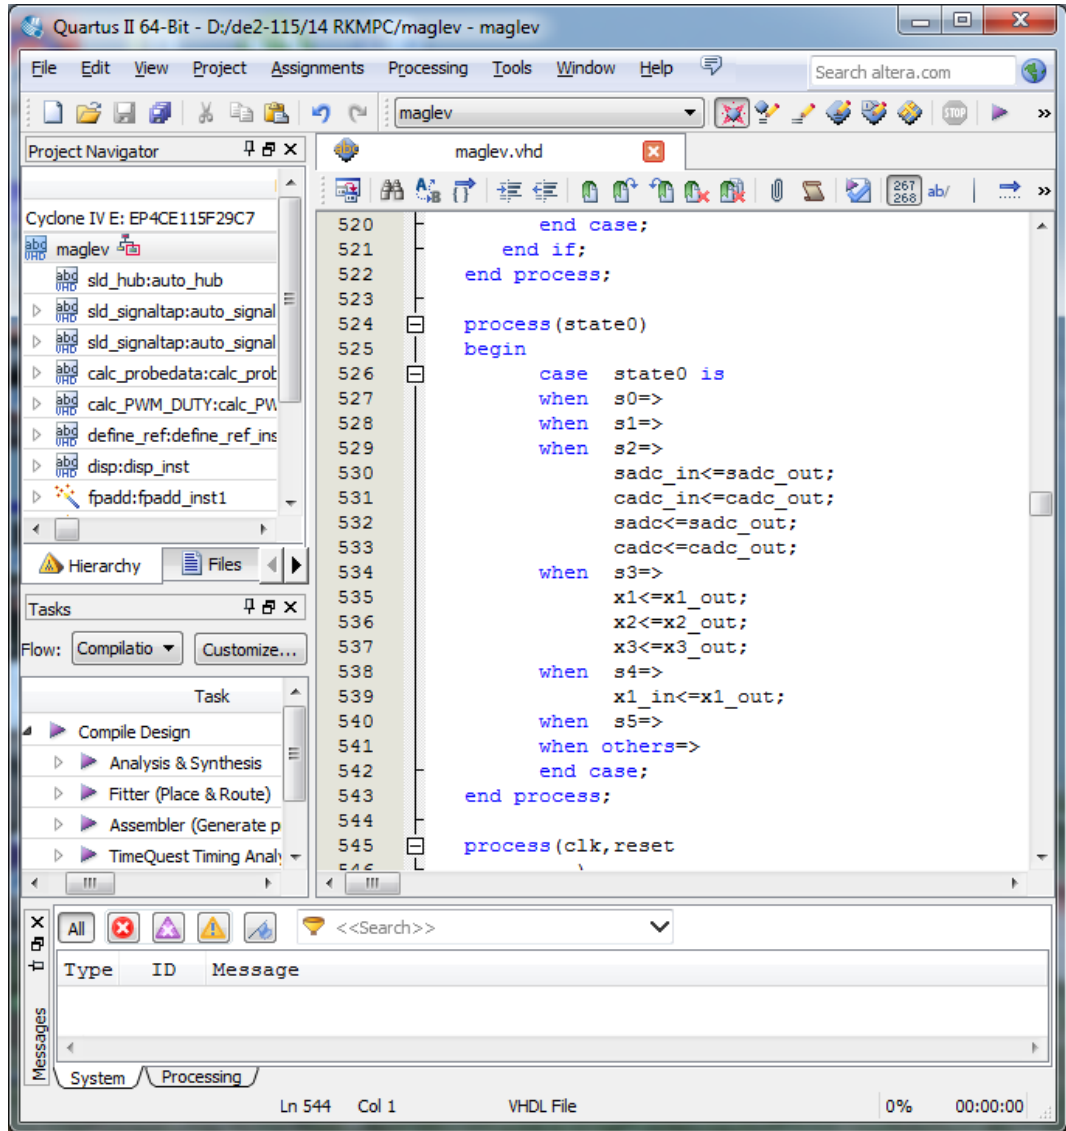 Quartus II 64-Bit - D:/de2-115/14 RKMPC/maglev - maglev
File Edit View Project Assignments Processing Tools Window Help Search altera.com
maglev STOP »
Project Navigator
maglev.vhd
267 268 ab/ »
Cyclone IV E: EP4CE115F29C7
maglev
sld_hub:auto_hub
sld_signaltap:auto_signal
sld_signaltap:auto_signal
calc_probedata:calc_prob
calc_PWM_DUTY:calc_PW
define_ref:define_ref_ins
disp:disp_inst
fpadd:fpadd_inst1
Hierarchy Files
Tasks
Flow: Compilatio Customize...
Task
Compile Design
Analysis & Synthesis
Fitter (Place & Route)
Assembler (Generate p
TimeQuest Timing Analy
520 end case;
521 end if;
522 end process;
523
524 process(state0)
525 begin
526 case state0 is
527 when s0=>
528 when s1=>
529 when s2=>
530 sadc_in<=sadc_out;
531 cadc_in<=cadc_out;
532 sadc<=sadc_out;
533 cadc<=cadc_out;
534 when s3=>
535 x1<=x1_out;
536 x2<=x2_out;
537 x3<=x3_out;
538 when s4=>
539 x1_in<=x1_out;
540 when s5=>
541 when others=>
542 end case;
543 end process;
544
545 process(clk,reset
All <<Search>>
Type ID Message
Messages
System Processing
Ln 544 Col 1 VHDL File 0% 00:00:00